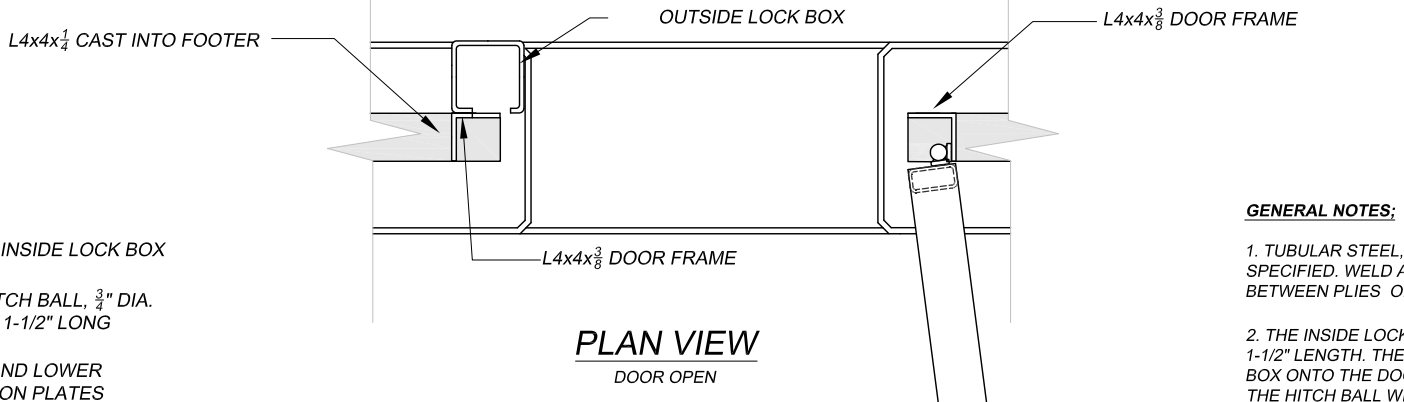 OUTSIDE LOCK BOX
L4x4x3/8 DOOR FRAME
L4x4x1/4 CAST INTO FOOTER
GENERAL NOTES;
INSIDE LOCK BOX
L4x4x3/8 DOOR FRAME
1. TUBULAR STEEL,
SPECIFIED. WELD A
BETWEEN PLIES O
TCH BALL, 3/4" DIA.
1-1/2" LONG
PLAN VIEW
DOOR OPEN
2. THE INSIDE LOCK
1-1/2" LENGTH. THE
BOX ONTO THE DOO
THE HITCH BALL WE
ND LOWER
ON PLATES